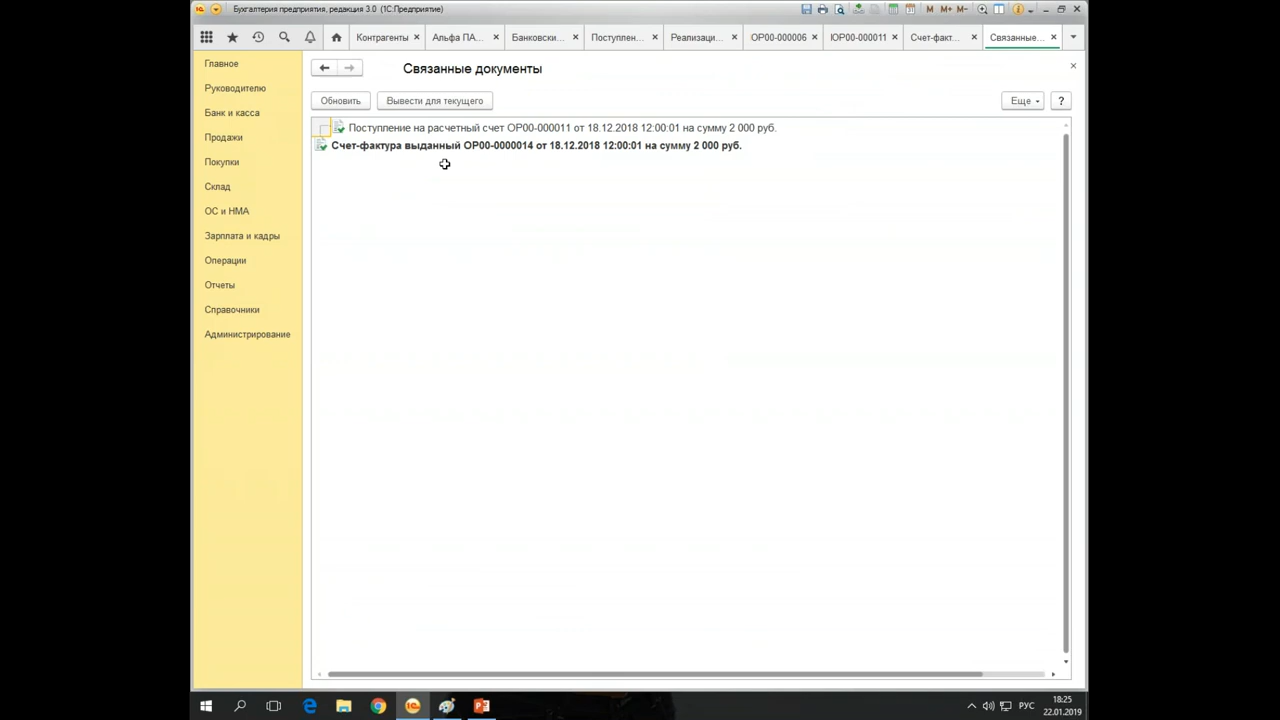 Бухгалтерия предприятия, редакция 3.0 (1С:Предприятие)
M M+ M-
Контрагенты
Альфа ПА...
Банковски...
Поступлен...
Реализаци...
ОР00-000006
ЮР00-000011
Счет-факт...
Связанные...
Главное
Руководителю
Банк и касса
Продажи
Покупки
Склад
ОС и НМА
Зарплата и кадры
Операции
Отчеты
Справочники
Администрирование
Связанные документы
Обновить
Вывести для текущего
Еще
?
Поступление на расчетный счет ОР00-000011 от 18.12.2018 12:00:01 на сумму 2 000 руб.
Счет-фактура выданный ОР00-0000014 от 18.12.2018 12:00:01 на сумму 2 000 руб.
РУС
18:25
22.01.2019